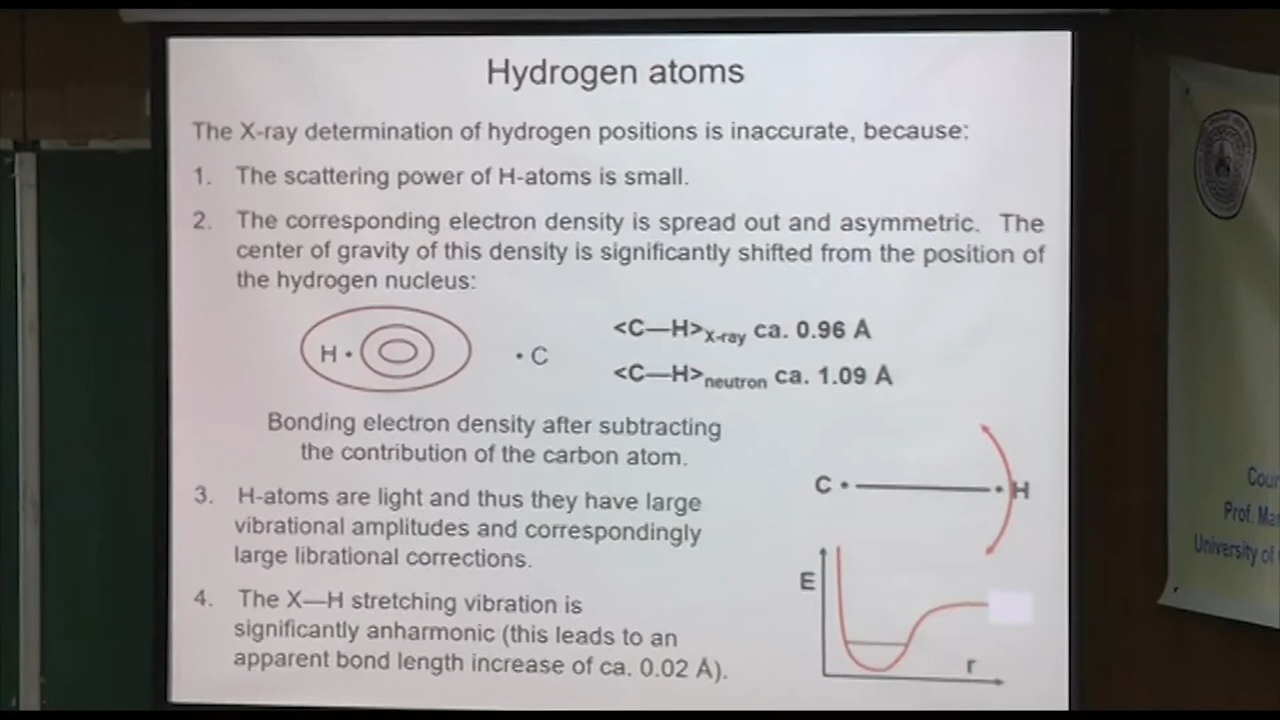 Hydrogen atoms
The X-ray determination of hydrogen positions is inaccurate, because:
1. The scattering power of H-atoms is small.
2. The corresponding electron density is spread out and asymmetric. The
center of gravity of this density is significantly shifted from the position of
the hydrogen nucleus:
H • • C
<C—H>X-ray ca. 0.96 Å
<C—H>neutron ca. 1.09 Å
Bonding electron density after subtracting
the contribution of the carbon atom.
C • • H
3. H-atoms are light and thus they have large
vibrational amplitudes and correspondingly
large librational corrections.
E
r
4. The X—H stretching vibration is
significantly anharmonic (this leads to an
apparent bond length increase of ca. 0.02 Å).
Prof.
University of